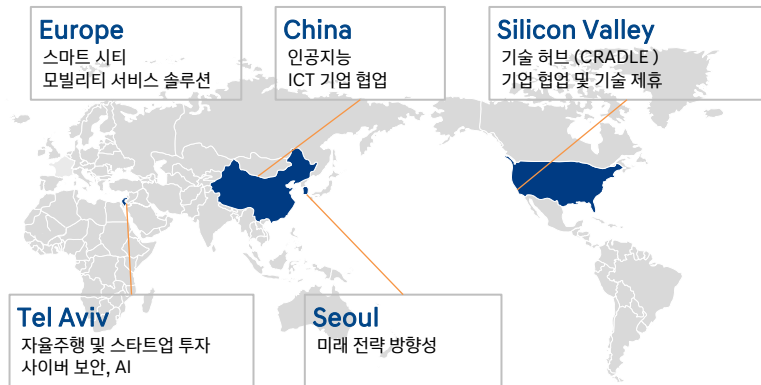 Europe
스마트 시티
모빌리티 서비스 솔루션
China
인공지능
ICT 기업 협업
Silicon Valley
기술 허브 (CRADLE )
기업 협업 및 기술 제휴
Tel Aviv
자율주행 및 스타트업 투자
사이버 보안, AI
Seoul
미래 전략 방향성